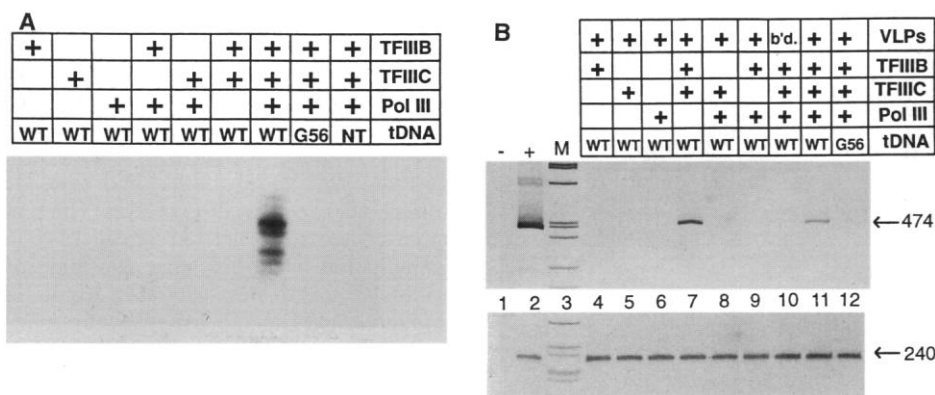 A
+ + + + + + TFIIIB
+ + + + + + TFIIIC
+ + + + + + Pol III
WT WT WT WT WT WT WT G56 NT tDNA
B
+ + + + + + b'd. + + VLPs
+ + + + + + TFIIIB
+ + + + + + TFIIIC
+ + + + + + Pol III
- + M WT WT WT WT WT WT WT WT G56 tDNA
←474
1 2 3 4 5 6 7 8 9 10 11 12
←240